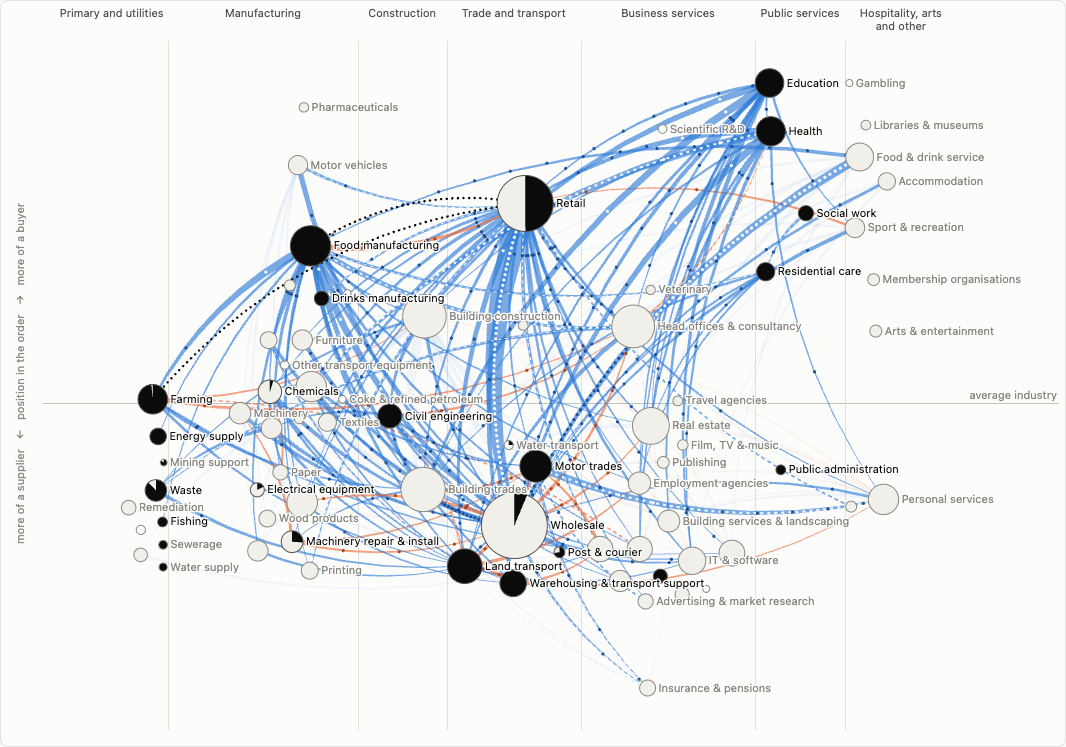 Primary and utilities
Manufacturing
Construction
Trade and transport
Business services
Public services
Hospitality, arts
and other
more of a supplier ← position in the order → more of a buyer
Education
Gambling
Pharmaceuticals
Libraries & museums
Scientific R&D
Health
Food & drink service
Motor vehicles
Accommodation
Retail
Social work
Sport & recreation
Food manufacturing
Residential care
Membership organisations
Veterinary
Drinks manufacturing
Building construction
Head offices & consultancy
Arts & entertainment
Furniture
Other transport equipment
Chemicals
average industry
Farming
Coke & refined petroleum
Travel agencies
Machinery
Civil engineering
Textiles
Real estate
Energy supply
Water transport
Film, TV & music
Mining support
Publishing
Motor trades
Public administration
Paper
Employment agencies
Waste
Electrical equipment
Building trades
Personal services
Remediation
Fishing
Wood products
Building services & landscaping
Wholesale
Sewerage
Machinery repair & install
Post & courier
IT & software
Water supply
Land transport
Printing
Warehousing & transport support
Advertising & market research
Insurance & pensions